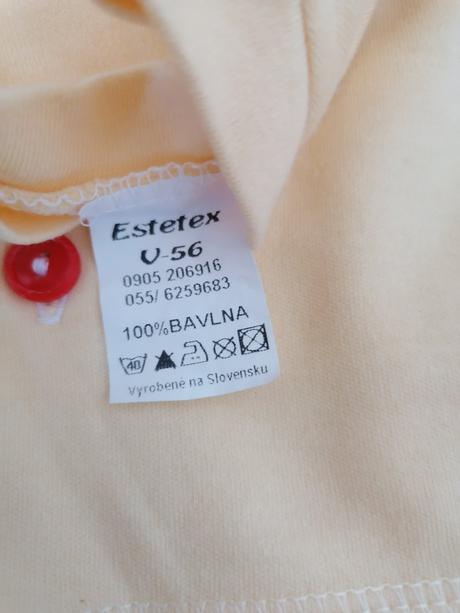 Estetex
V-56
0905 206916
055/ 6259683
100%BAVLNA
40
Vyrobené na Slovensku